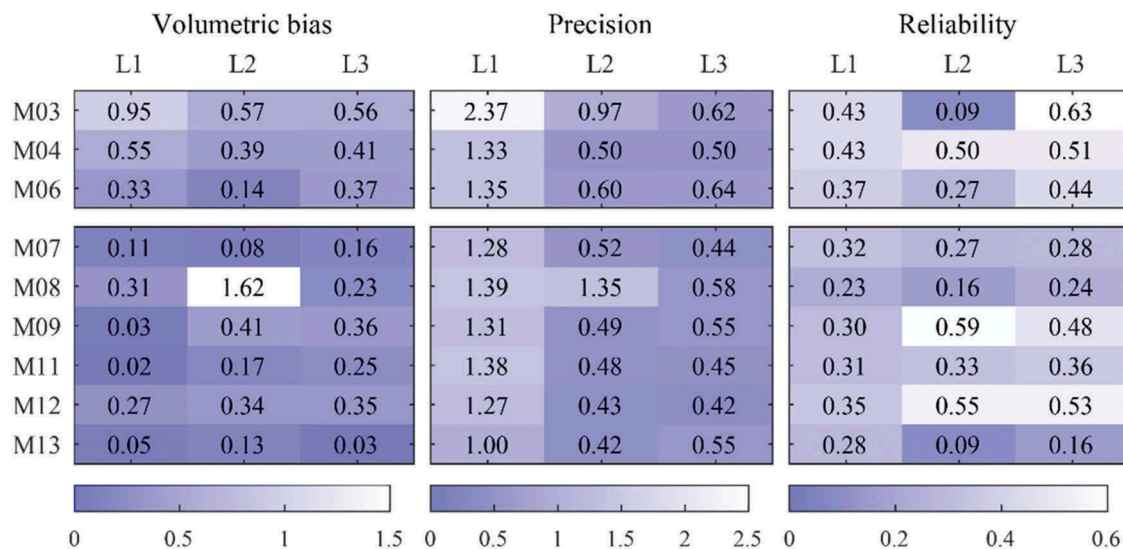 Volumetric bias Precision Reliability
L1 L2 L3 L1 L2 L3 L1 L2 L3
M03 0.95 0.57 0.56 2.37 0.97 0.62 0.43 0.09 0.63
M04 0.55 0.39 0.41 1.33 0.50 0.50 0.43 0.50 0.51
M06 0.33 0.14 0.37 1.35 0.60 0.64 0.37 0.27 0.44
M07 0.11 0.08 0.16 1.28 0.52 0.44 0.32 0.27 0.28
M08 0.31 1.62 0.23 1.39 1.35 0.58 0.23 0.16 0.24
M09 0.03 0.41 0.36 1.31 0.49 0.55 0.30 0.59 0.48
M11 0.02 0.17 0.25 1.38 0.48 0.45 0.31 0.33 0.36
M12 0.27 0.34 0.35 1.27 0.43 0.42 0.35 0.55 0.53
M13 0.05 0.13 0.03 1.00 0.42 0.55 0.28 0.09 0.16
0 0.5 1 1.5 0 0.5 1 1.5 2 2.5 0 0.2 0.4 0.6